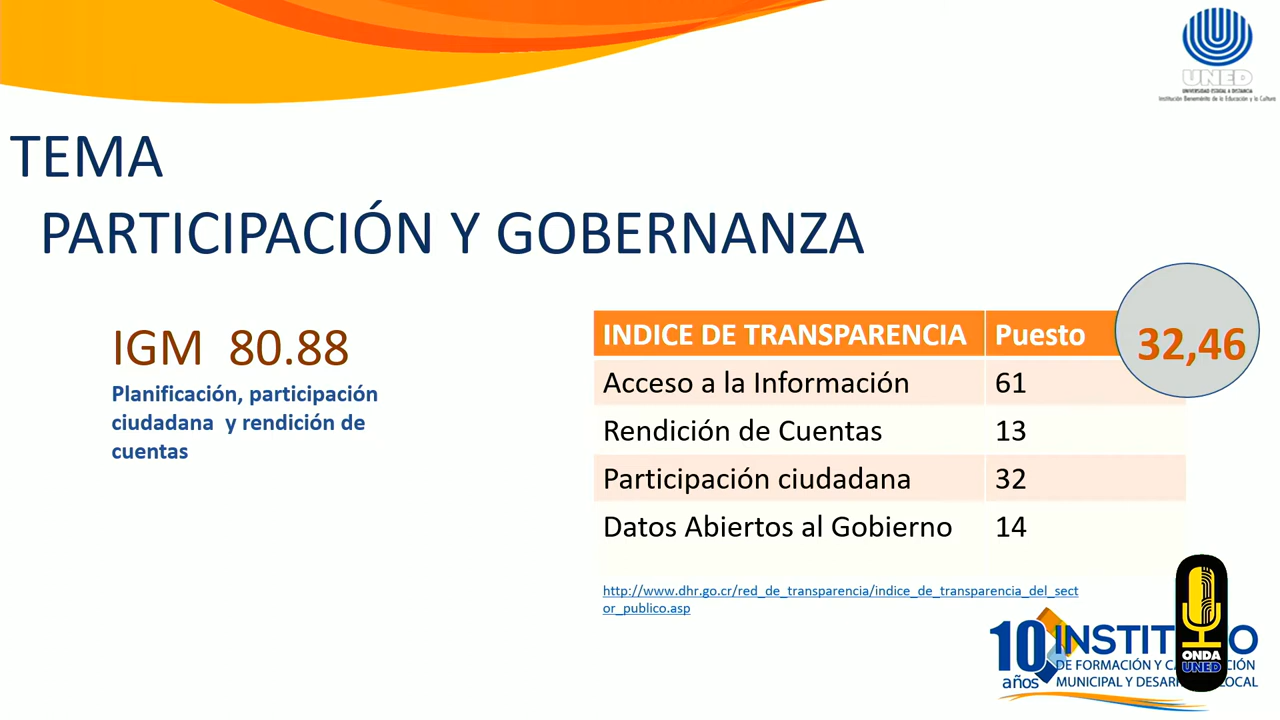 UNED
UNIVERSIDAD ESTATAL A DISTANCIA
Institución Benemérita de la Educación y la Cultura
TEMA
PARTICIPACIÓN Y GOBERNANZA
IGM 80.88
Planificación, participación
ciudadana y rendición de
cuentas
INDICE DE TRANSPARENCIA Puesto
32,46
Acceso a la Información 61
Rendición de Cuentas 13
Participación ciudadana 32
Datos Abiertos al Gobierno 14
http://www.dhr.go.cr/red_de_transparencia/indice_de_transparencia_del_sect
or_publico.asp
10 años
DE FORMACIÓN Y
MUNICIPAL Y
ONDA
UNED